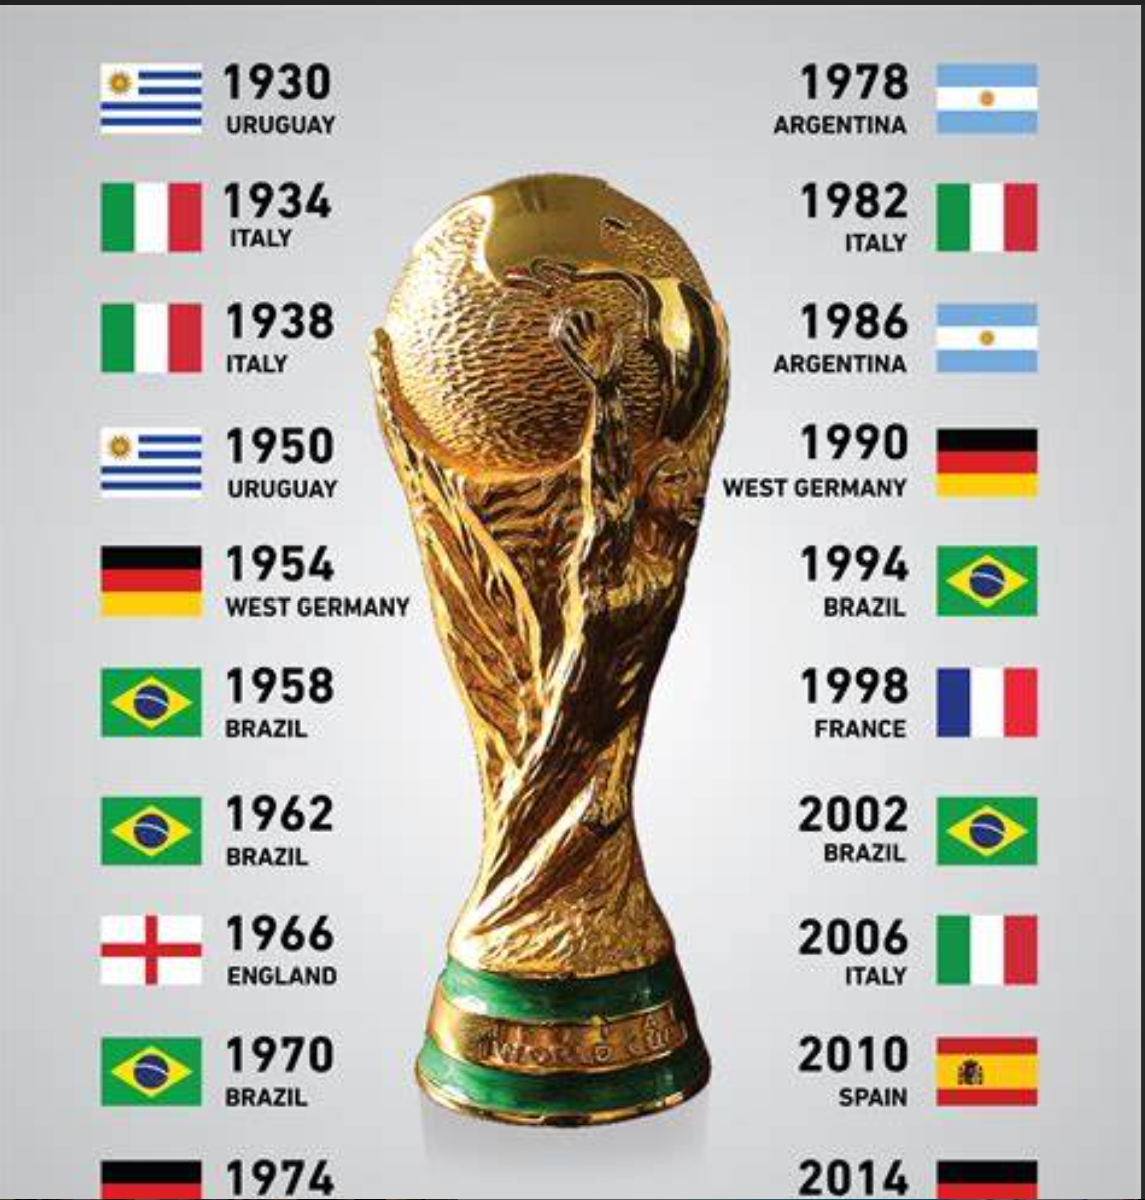 1930
URUGUAY
1934
ITALY
1938
ITALY
1950
URUGUAY
1954
WEST GERMANY
1958
BRAZIL
1962
BRAZIL
1966
ENGLAND
1970
BRAZIL
1974
1978
ARGENTINA
1982
ITALY
1986
ARGENTINA
1990
WEST GERMANY
1994
BRAZIL
1998
FRANCE
2002
BRAZIL
2006
ITALY
2010
SPAIN
2014
WORLD CUP